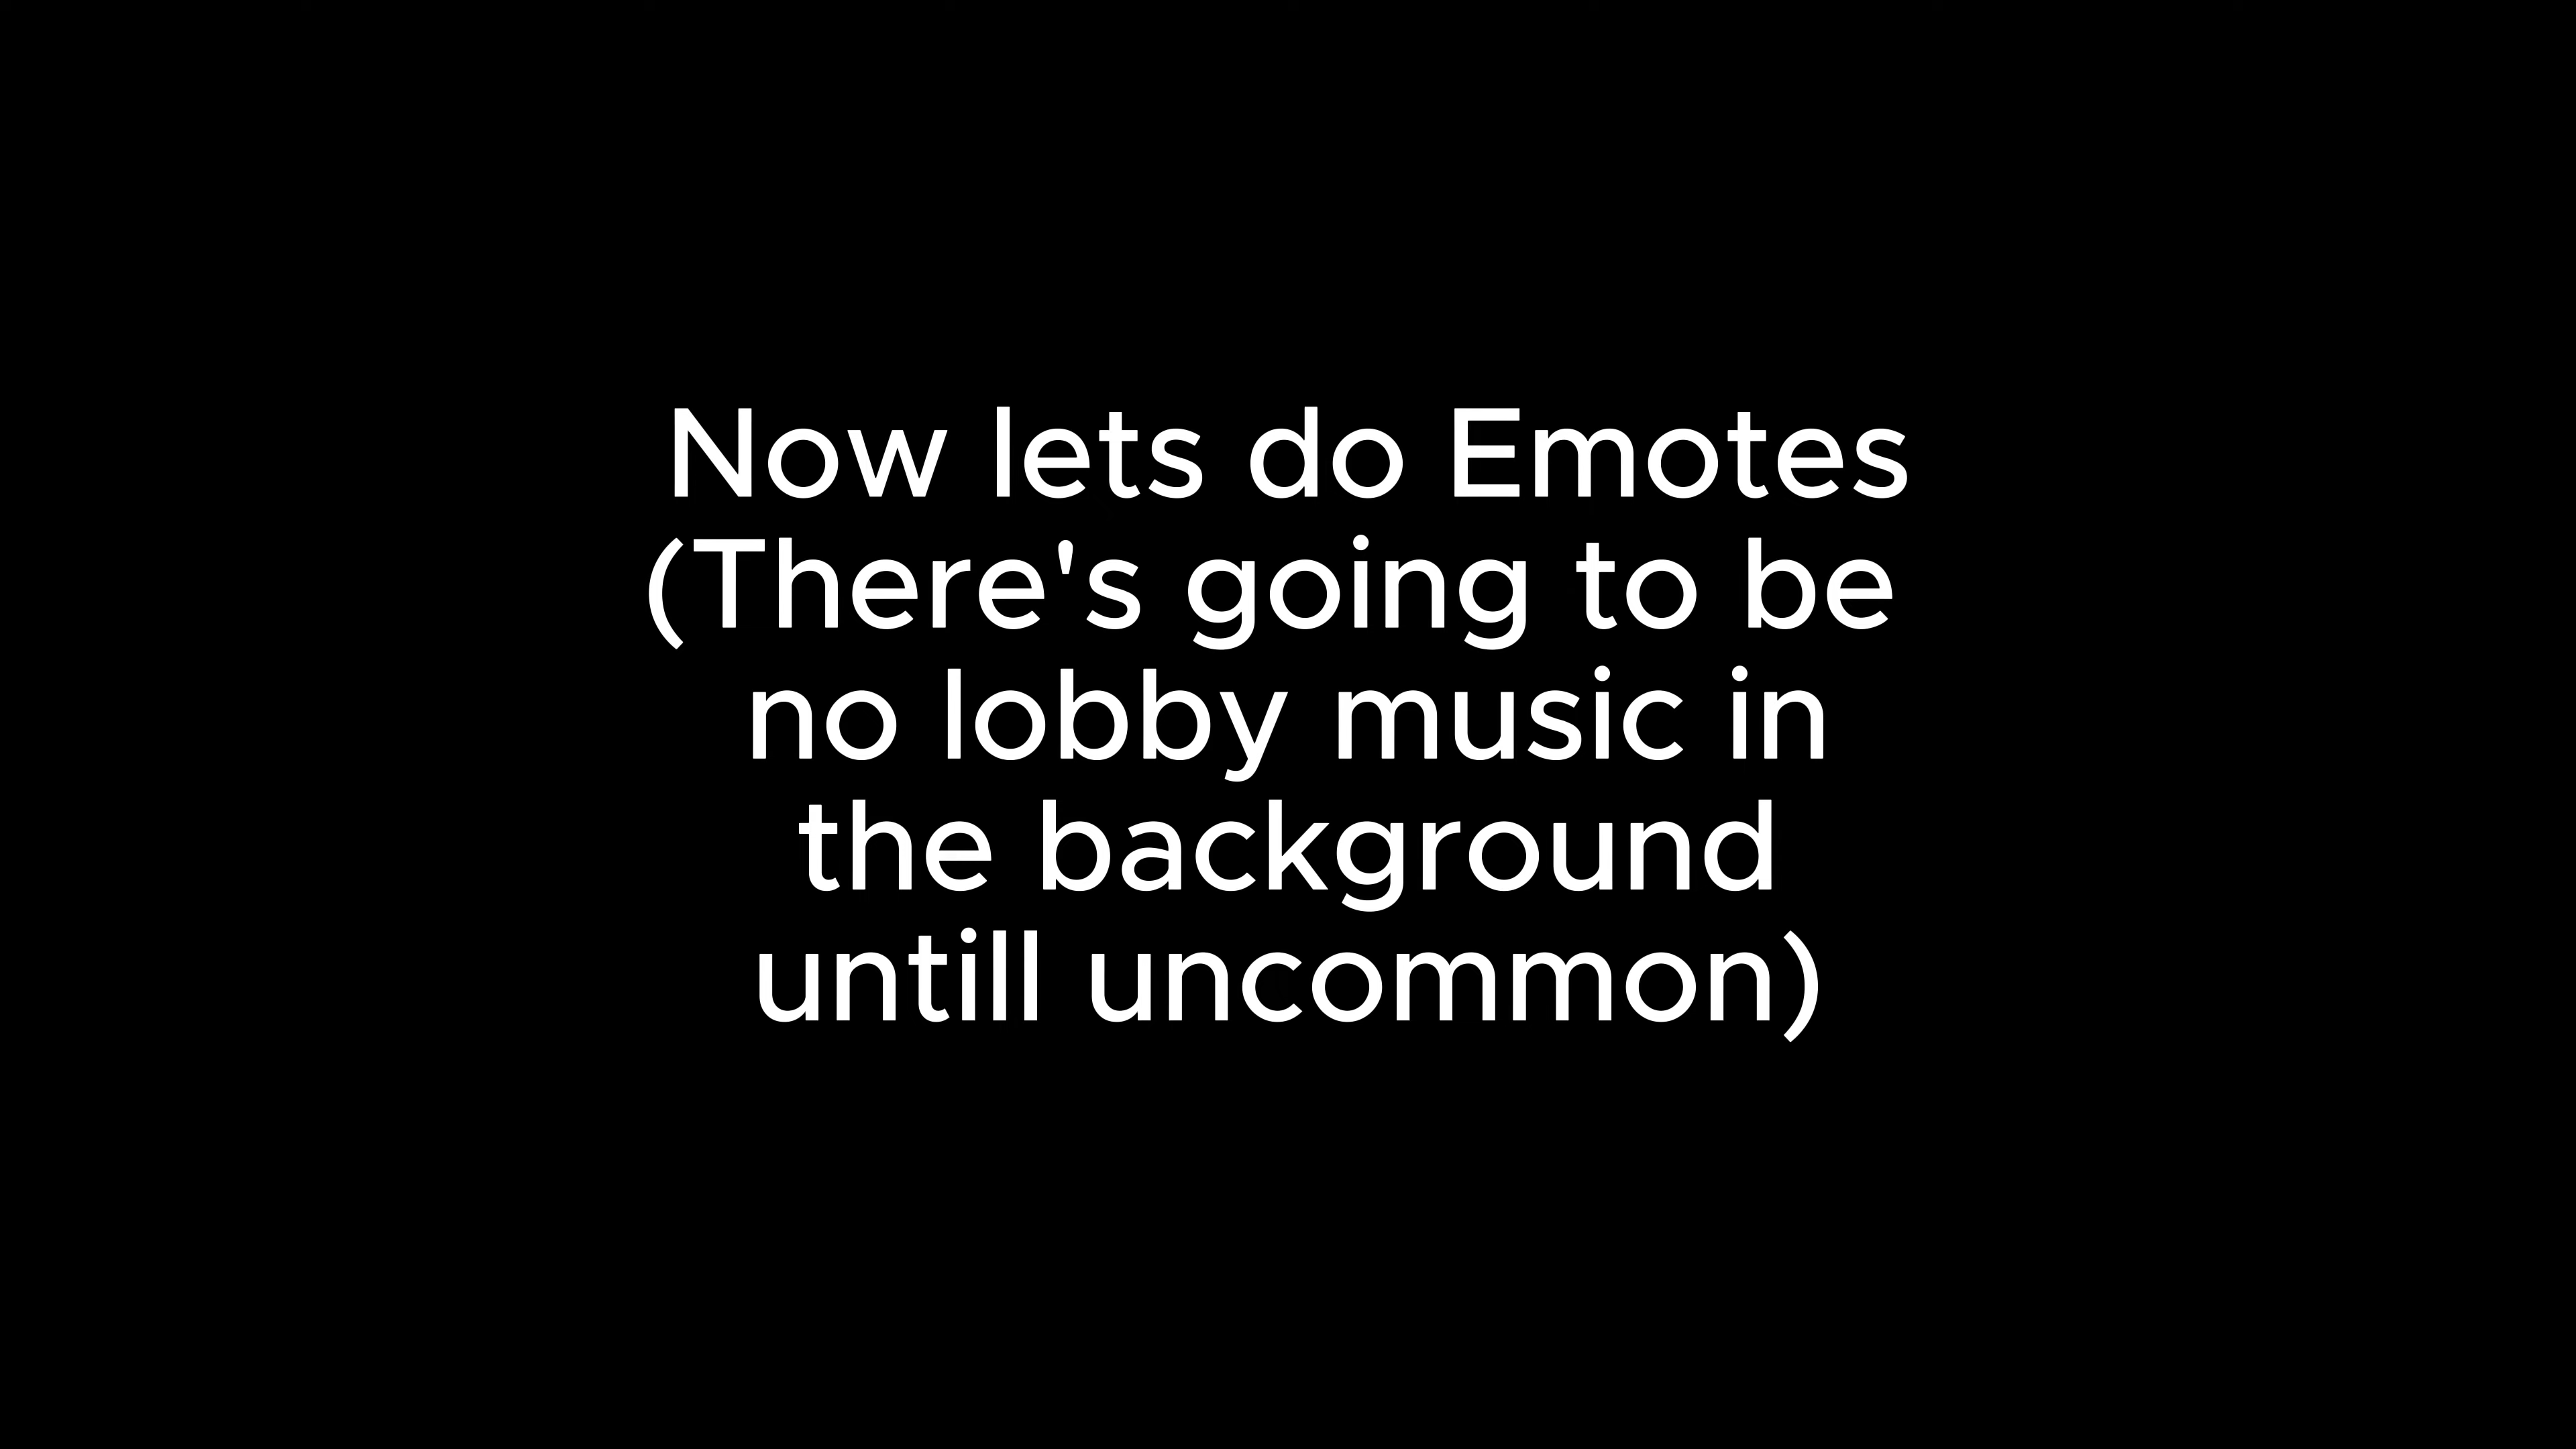 Now lets do Emotes
(There's going to be
no lobby music in
the background
untill uncommon)